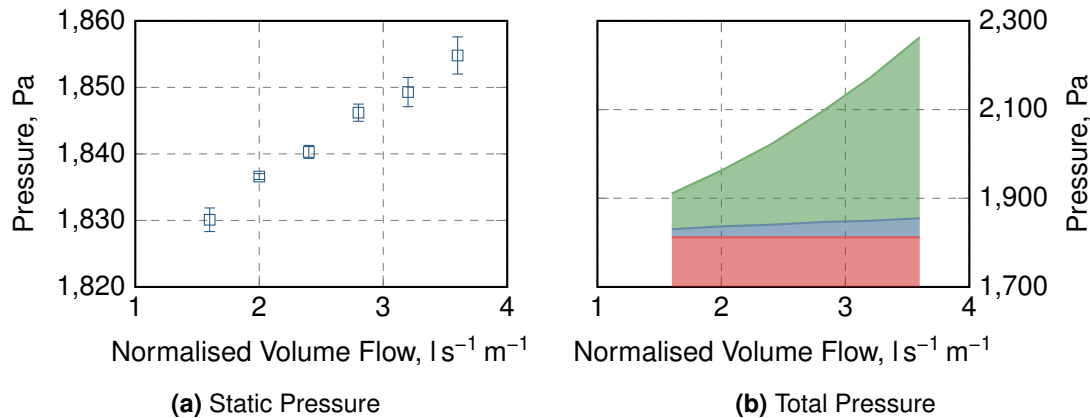 1,860
1,850
1,840
1,830
1,820
Pressure, Pa
1 2 3 4
Normalised Volume Flow, l s⁻¹ m⁻¹
(a) Static Pressure
2,300
2,100
1,900
1,700
Pressure, Pa
1 2 3 4
Normalised Volume Flow, l s⁻¹ m⁻¹
(b) Total Pressure